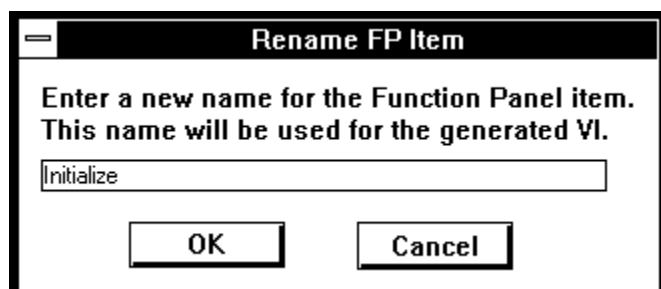 Rename FP Item
Enter a new name for the Function Panel item.
This name will be used for the generated VI.
Initialize
OK Cancel